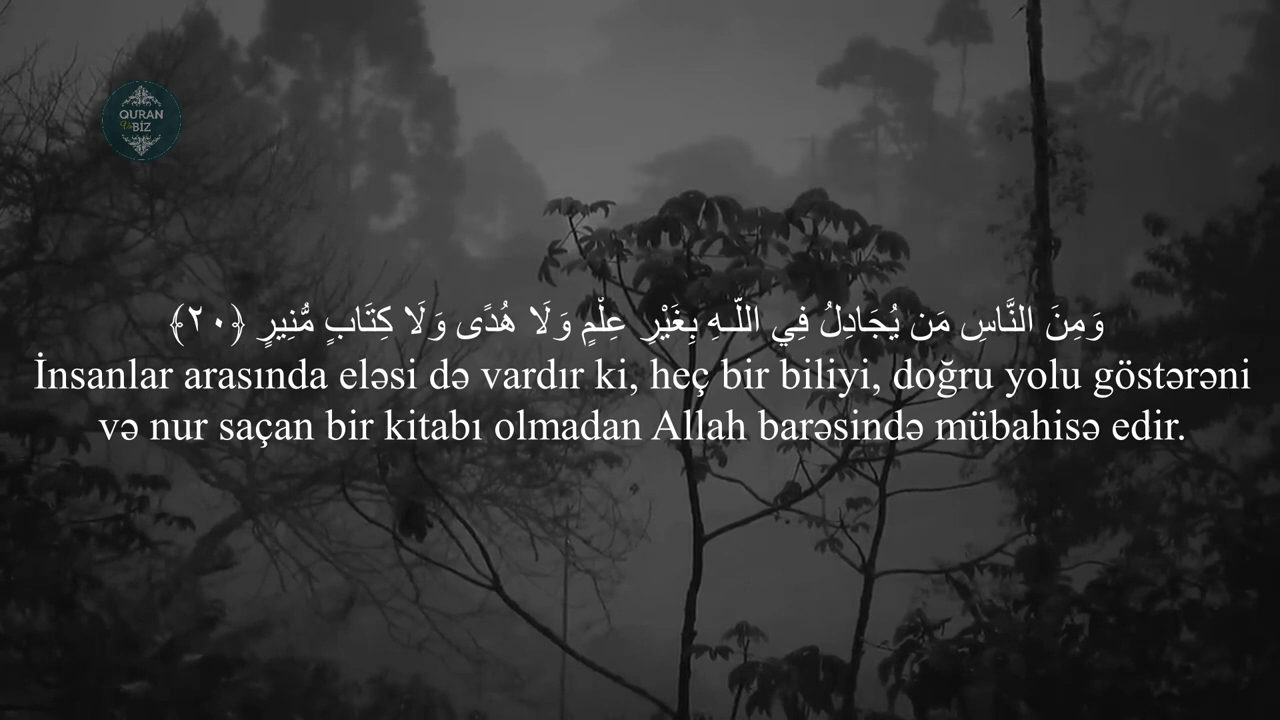 QURAN
Və
BİZ
وَمِنَ النَّاسِ مَن يُجَادِلُ فِي اللَّـهِ بِغَيْرِ عِلْمٍ وَلَا هُدًى وَلَا كِتَابٍ مُّنِيرٍ ﴿٢٠﴾
İnsanlar arasında eləsi də vardır ki, heç bir biliyi, doğru yolu göstərəni
və nur saçan bir kitabı olmadan Allah barəsində mübahisə edir.